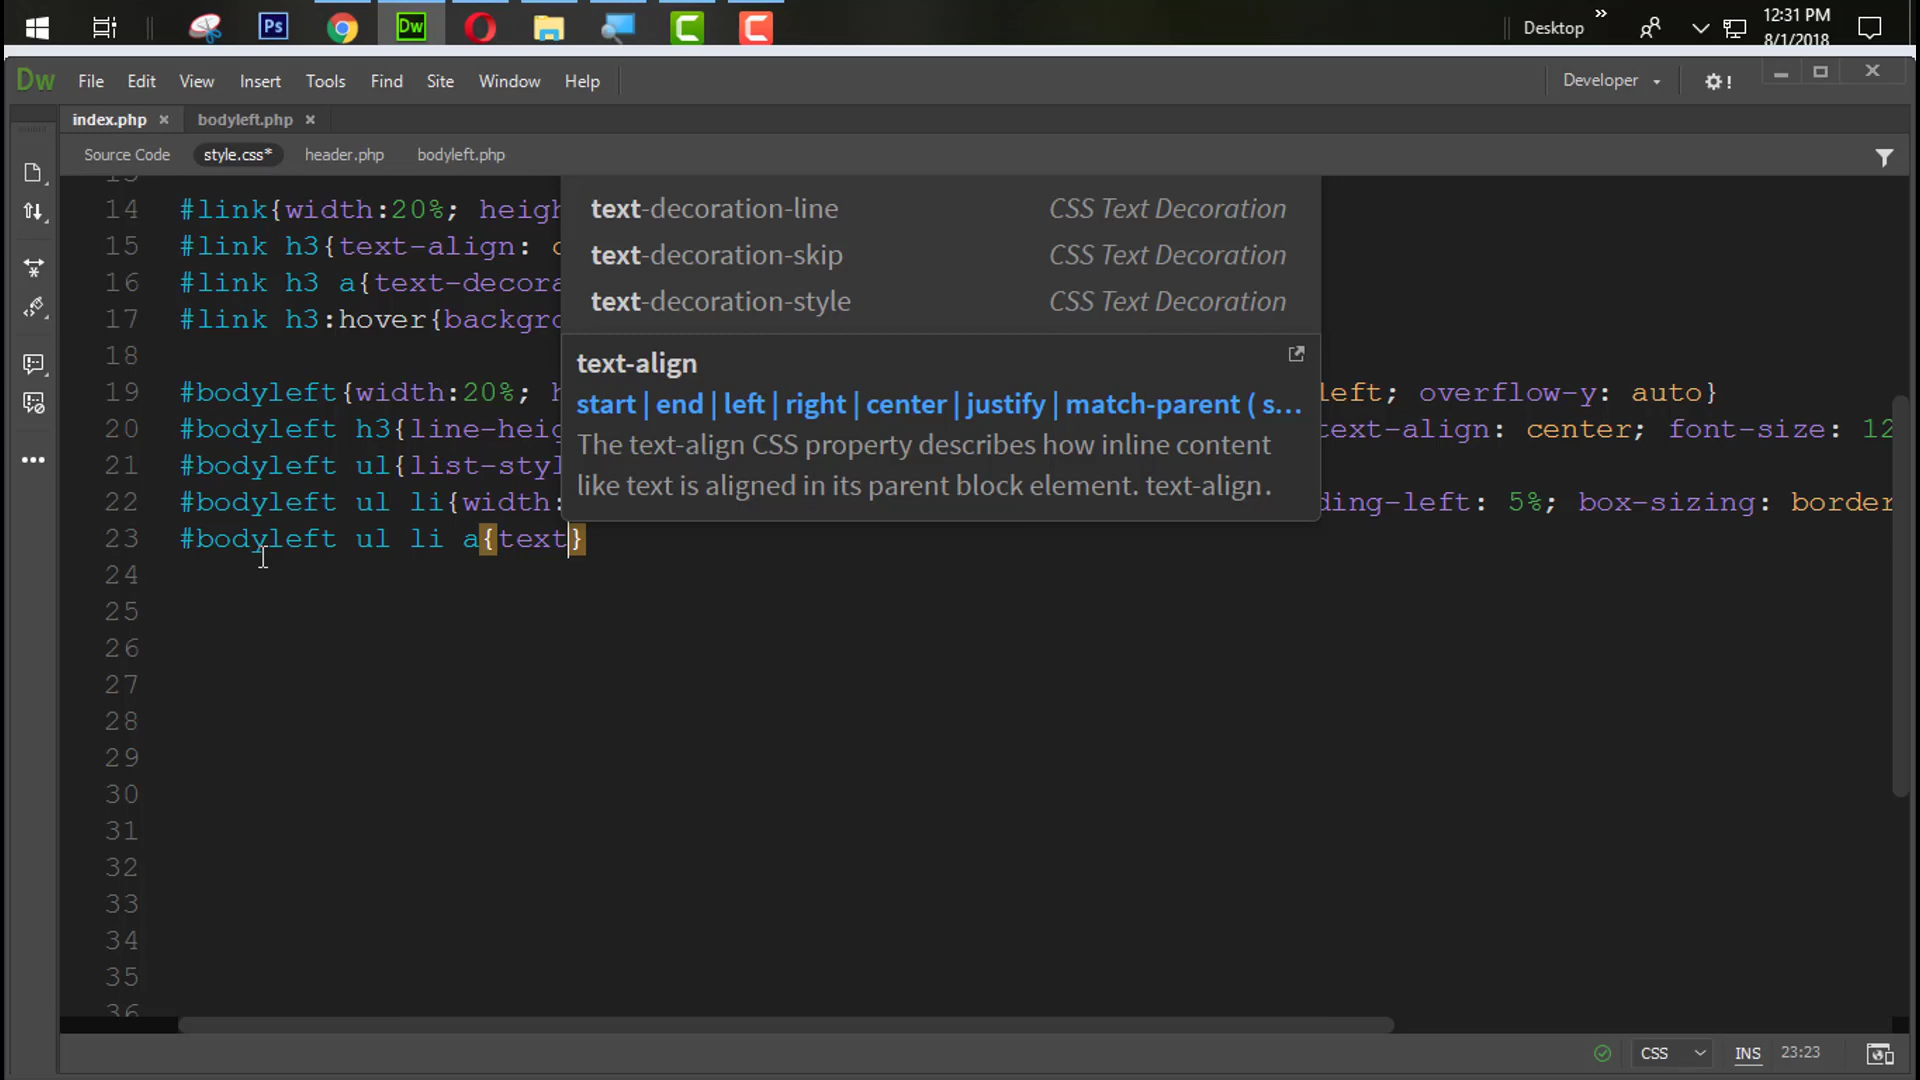 Ps
Dw
Desktop
»
12:31 PM
8/1/2018
Dw
File Edit View Insert Tools Find Site Window Help
Developer
index.php × bodyleft.php ×
Source Code style.css* header.php bodyleft.php
14 #link{width:20%; heigh
15 #link h3{text-align: c
16 #link h3 a{text-decora
17 #link h3:hover{backgro
18
19 #bodyleft{width:20%; h left; overflow-y: auto}
20 #bodyleft h3{line-heig text-align: center; font-size: 12
21 #bodyleft ul{list-styl
22 #bodyleft ul li{width: ding-left: 5%; box-sizing: border
23 #bodyleft ul li a{text}
24
25
26
27
28
29
30
31
32
33
34
35
36
text-decoration-line CSS Text Decoration
text-decoration-skip CSS Text Decoration
text-decoration-style CSS Text Decoration
text-align
start | end | left | right | center | justify | match-parent ( s...
The text-align CSS property describes how inline content
like text is aligned in its parent block element. text-align.
CSS INS 23:23